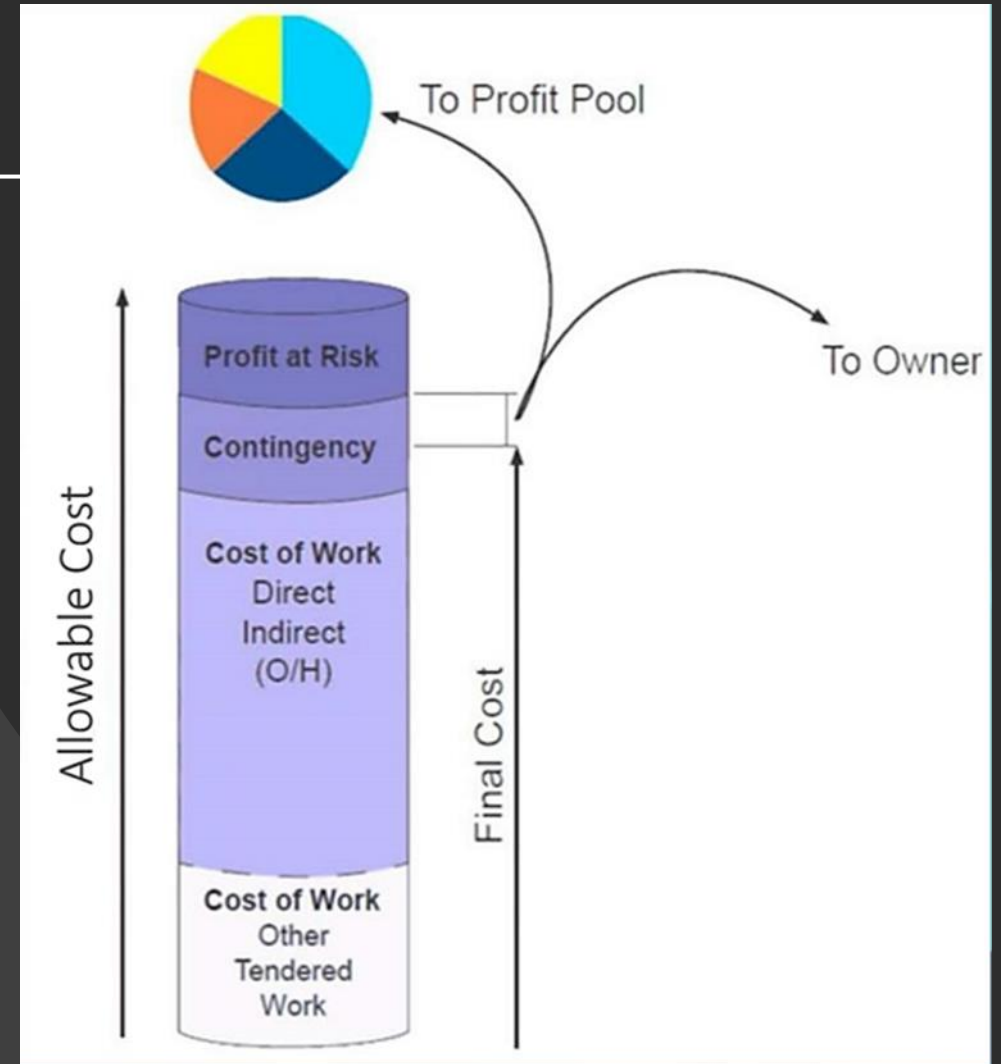 To Profit Pool
To Owner
Profit at Risk
Contingency
Allowable Cost
Cost of Work
Direct
Indirect
(O/H)
Final Cost
Cost of Work
Other
Tendered
Work